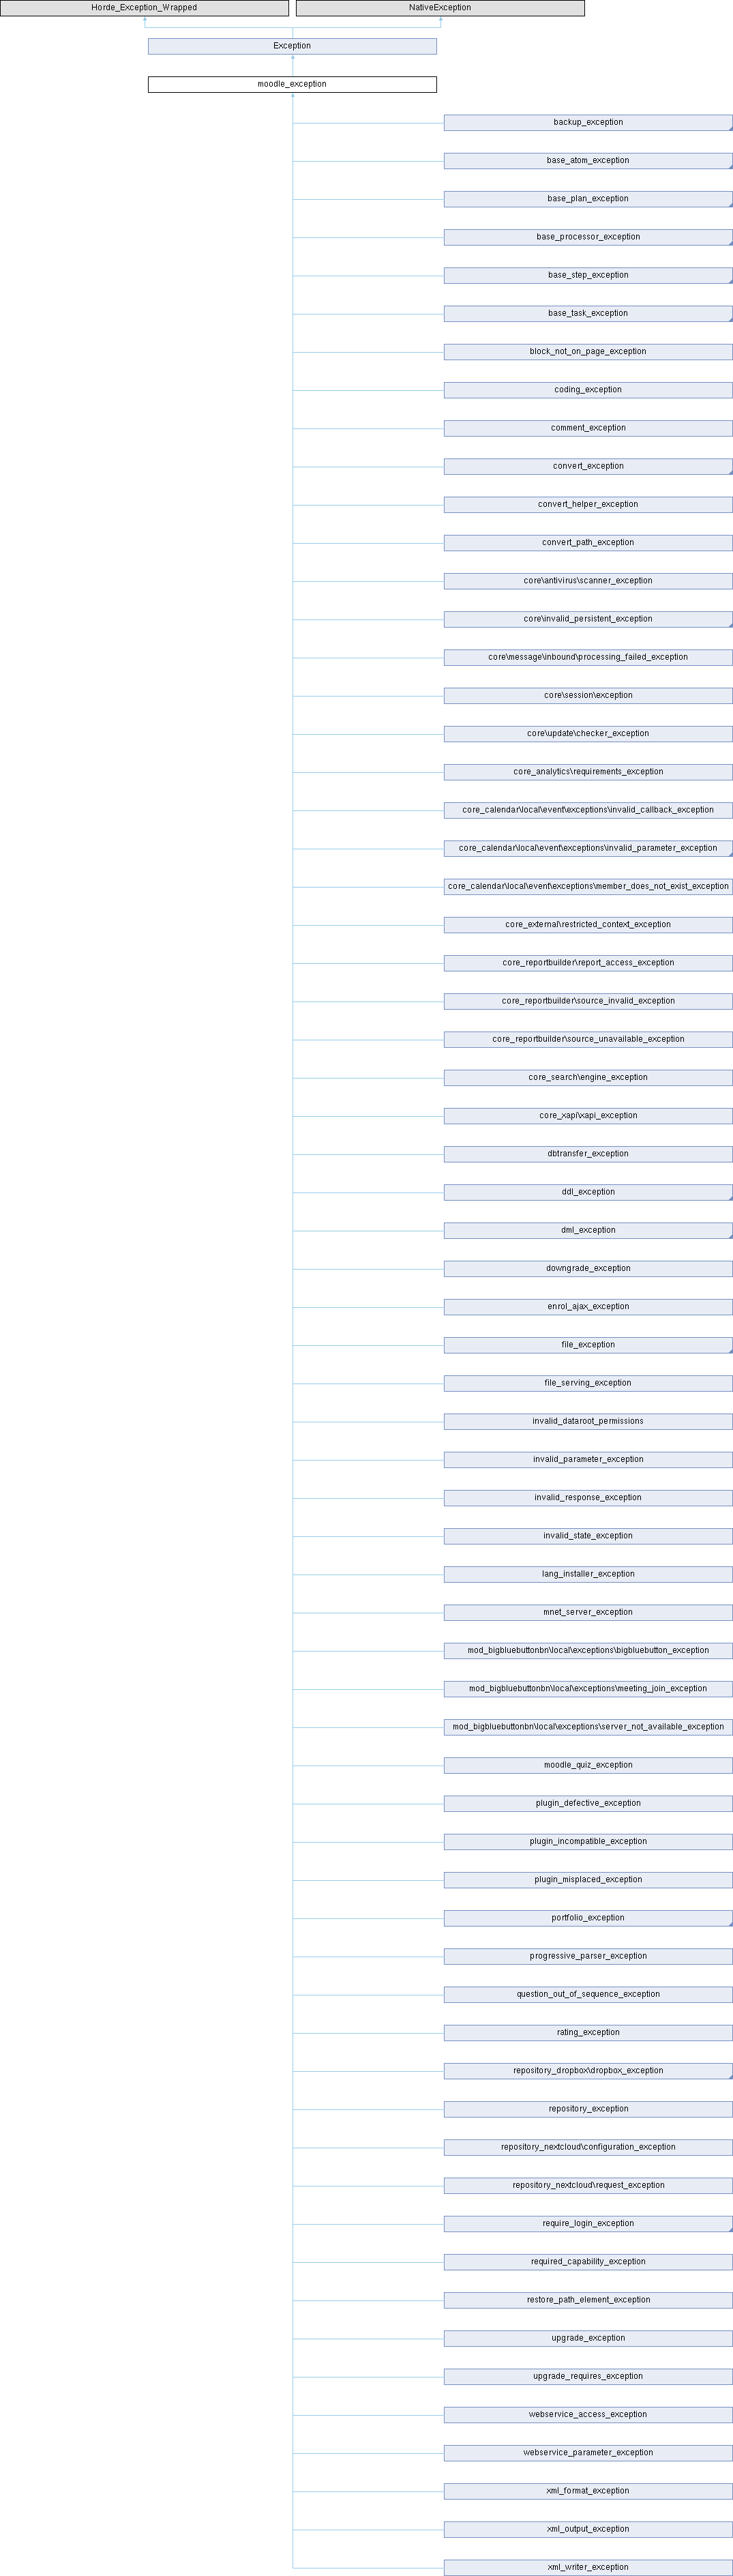 Horde_Exception_Wrapped
NativeException
Exception
moodle_exception
backup_exception
base_atom_exception
base_plan_exception
base_processor_exception
base_step_exception
base_task_exception
block_not_on_page_exception
coding_exception
comment_exception
convert_exception
convert_helper_exception
convert_path_exception
core\antivirus\scanner_exception
core\invalid_persistent_exception
core\message\inbound\processing_failed_exception
core\session\exception
core\update\checker_exception
core_analytics\requirements_exception
core_calendar\local\event\exceptions\invalid_callback_exception
core_calendar\local\event\exceptions\invalid_parameter_exception
core_calendar\local\event\exceptions\member_does_not_exist_exception
core_external\restricted_context_exception
core_reportbuilder\report_access_exception
core_reportbuilder\source_invalid_exception
core_reportbuilder\source_unavailable_exception
core_search\engine_exception
core_xapi\xapi_exception
dbtransfer_exception
ddl_exception
dml_exception
downgrade_exception
enrol_ajax_exception
file_exception
file_serving_exception
invalid_dataroot_permissions
invalid_parameter_exception
invalid_response_exception
invalid_state_exception
lang_installer_exception
mnet_server_exception
mod_bigbluebuttonbn\local\exceptions\bigbluebutton_exception
mod_bigbluebuttonbn\local\exceptions\meeting_join_exception
mod_bigbluebuttonbn\local\exceptions\server_not_available_exception
moodle_quiz_exception
plugin_defective_exception
plugin_incompatible_exception
plugin_misplaced_exception
portfolio_exception
progressive_parser_exception
question_out_of_sequence_exception
rating_exception
repository_dropbox\dropbox_exception
repository_exception
repository_nextcloud\configuration_exception
repository_nextcloud\request_exception
require_login_exception
required_capability_exception
restore_path_element_exception
upgrade_exception
upgrade_requires_exception
webservice_access_exception
webservice_parameter_exception
xml_format_exception
xml_output_exception
xml_writer_exception